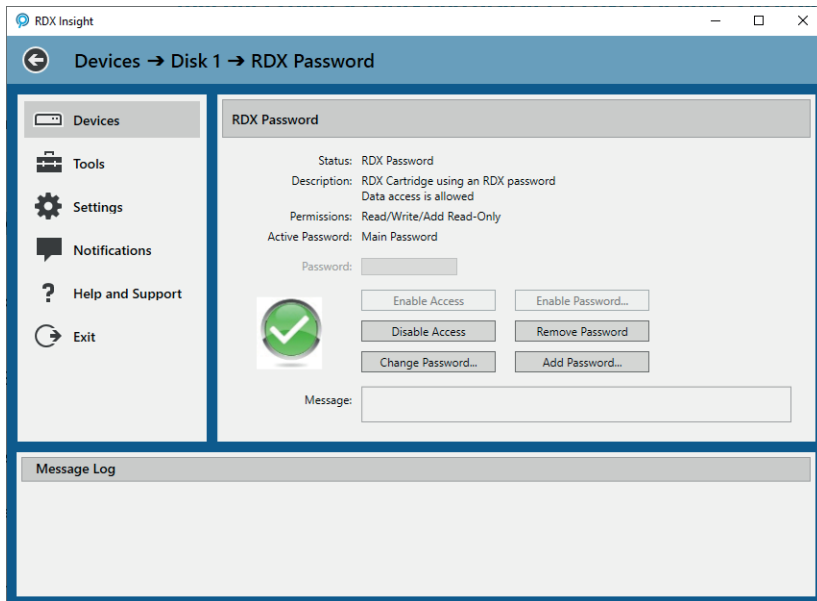 RDX Insight
Devices ➔ Disk 1 ➔ RDX Password
Devices
Tools
Settings
Notifications
Help and Support
Exit
RDX Password
Status: RDX Password
Description: RDX Cartridge using an RDX password
Data access is allowed
Permissions: Read/Write/Add Read-Only
Active Password: Main Password
Password:
Enable Access Enable Password...
Disable Access Remove Password
Change Password... Add Password...
Message:
Message Log